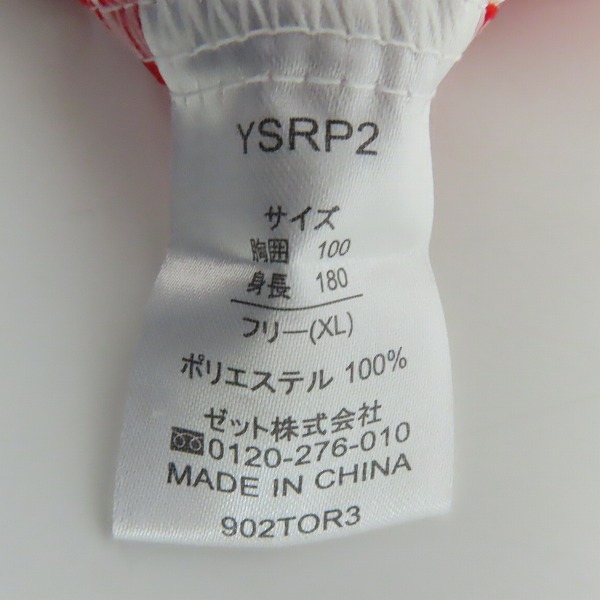 YSRP2
サイズ
胸囲 100
身長 180
フリー(XL)
ポリエステル 100%
ゼット株式会社
0120-276-010
MADE IN CHINA
902TOR3